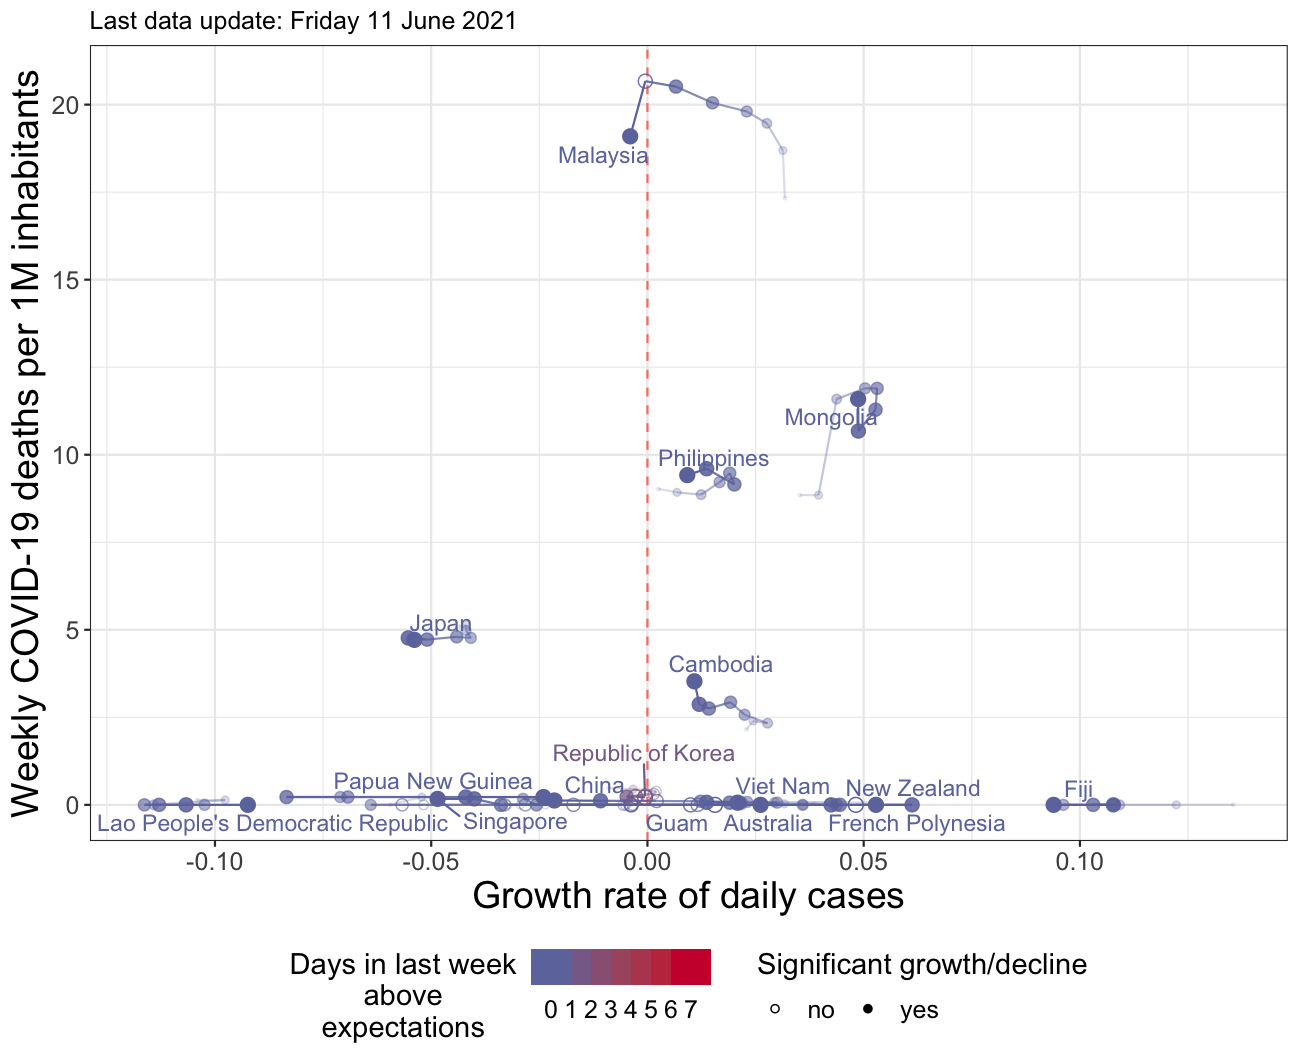 Last data update: Friday 11 June 2021
Weekly COVID-19 deaths per 1M inhabitants
20
15
10
5
0
Malaysia
Mongolia
Philippines
Japan
Cambodia
Republic of Korea
Papua New Guinea
China
Viet Nam
New Zealand
Fiji
Lao People's Democratic Republic
Singapore
Guam
Australia
French Polynesia
-0.10
-0.05
0.00
0.05
0.10
Growth rate of daily cases
Days in last week
above
expectations
0 1 2 3 4 5 6 7
Significant growth/decline
no
yes